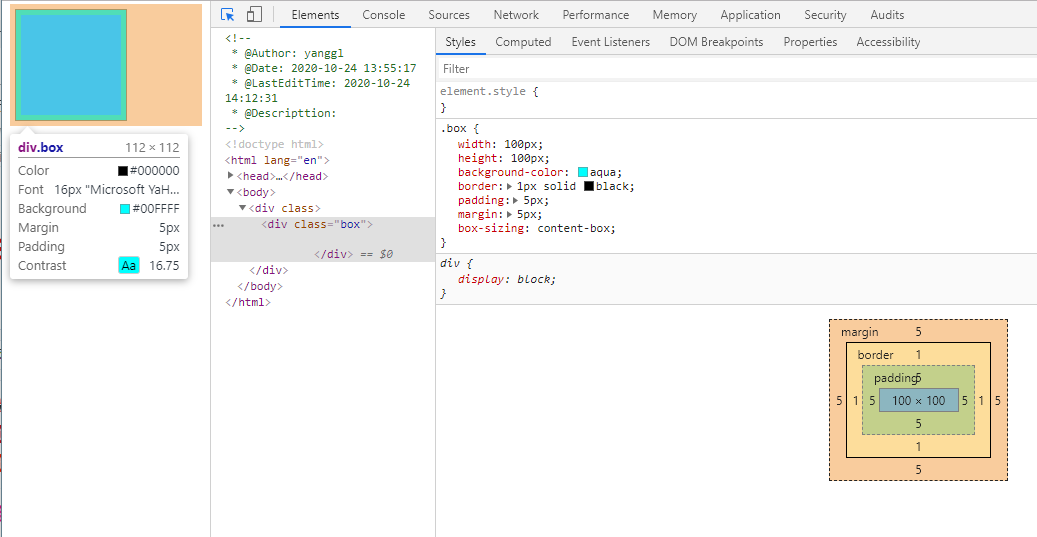 Elements Console Sources Network Performance Memory Application Security Audits
Styles Computed Event Listeners DOM Breakpoints Properties Accessibility
Filter
div.box 112 × 112
Color #000000
Font 16px "Microsoft YaH...
Background #00FFFF
Margin 5px
Padding 5px
Contrast Aa 16.75
<!--
* @Author: yanggl
* @Date: 2020-10-24 13:55:17
* @LastEditTime: 2020-10-24
14:12:31
* @Descripttion:
-->
<!doctype html>
<html lang="en">
<head>…</head>
<body>
<div class>
<div class="box">
</div> == $0
</div>
</body>
</html>
element.style {
}
.box {
width: 100px;
height: 100px;
background-color: aqua;
border: 1px solid black;
padding: 5px;
margin: 5px;
box-sizing: content-box;
}
div {
display: block;
}
margin 5
border 1
padding 5
5 1 5 100 × 100 5 1 5
5
1
5